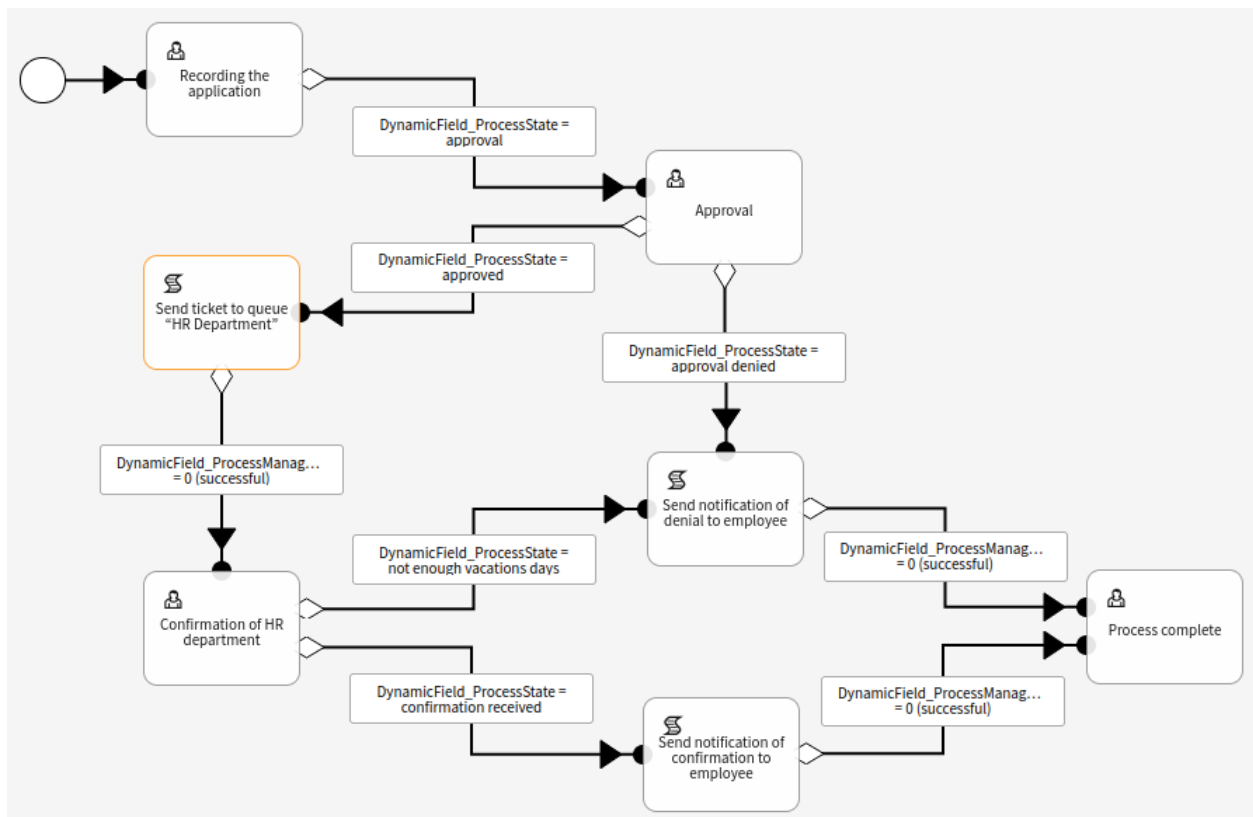 Recording the
application
DynamicField_ProcessState =
approval
Approval
DynamicField_ProcessState =
approved
Send ticket to queue
“HR Department”
DynamicField_ProcessState =
approval denied
DynamicField_ProcessManag...
= 0 (successful)
Send notification of
denial to employee
DynamicField_ProcessState =
not enough vacations days
DynamicField_ProcessManag...
= 0 (successful)
Confirmation of HR
department
Process complete
DynamicField_ProcessState =
confirmation received
DynamicField_ProcessManag...
= 0 (successful)
Send notification of
confirmation to
employee